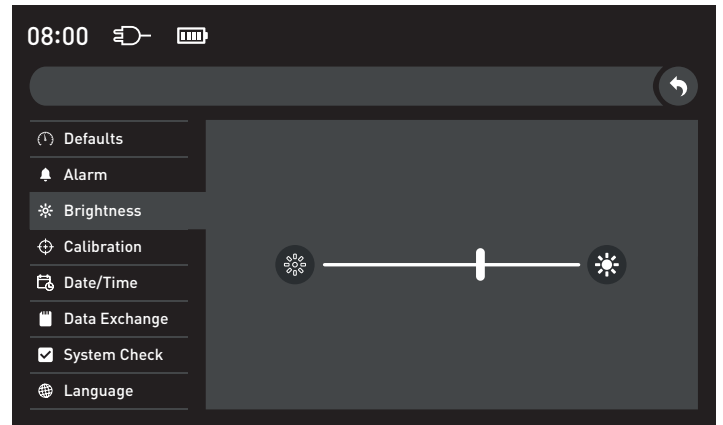 08:00
Defaults
Alarm
Brightness
Calibration
Date/Time
Data Exchange
System Check
Language